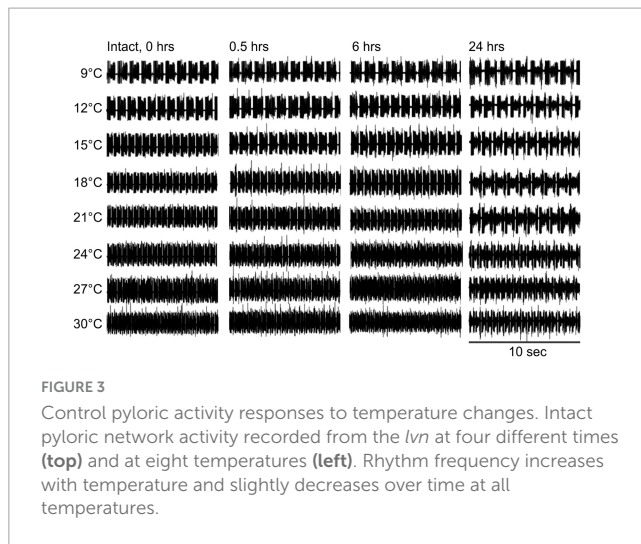 Intact, 0 hrs 0.5 hrs 6 hrs 24 hrs
9°C
12°C
15°C
18°C
21°C
24°C
27°C
30°C
10 sec
FIGURE 3
Control pyloric activity responses to temperature changes. Intact
pyloric network activity recorded from the lvn at four different times
(top) and at eight temperatures (left). Rhythm frequency increases
with temperature and slightly decreases over time at all
temperatures.